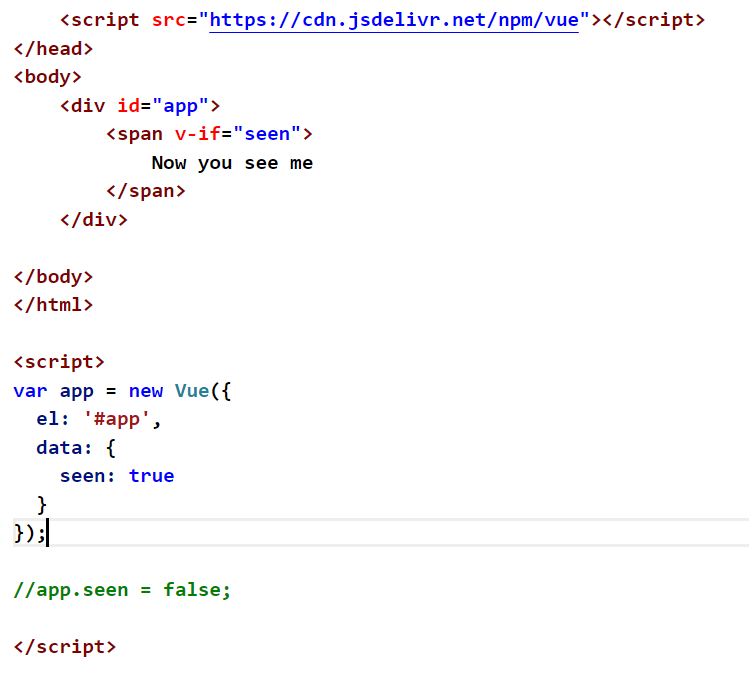 <script src="https://cdn.jsdelivr.net/npm/vue"></script>
</head>
<body>
    <div id="app">
        <span v-if="seen">
            Now you see me
        </span>
    </div>

</body>
</html>

<script>
var app = new Vue({
  el: '#app',
  data: {
    seen: true
  }
});

//app.seen = false;

</script>